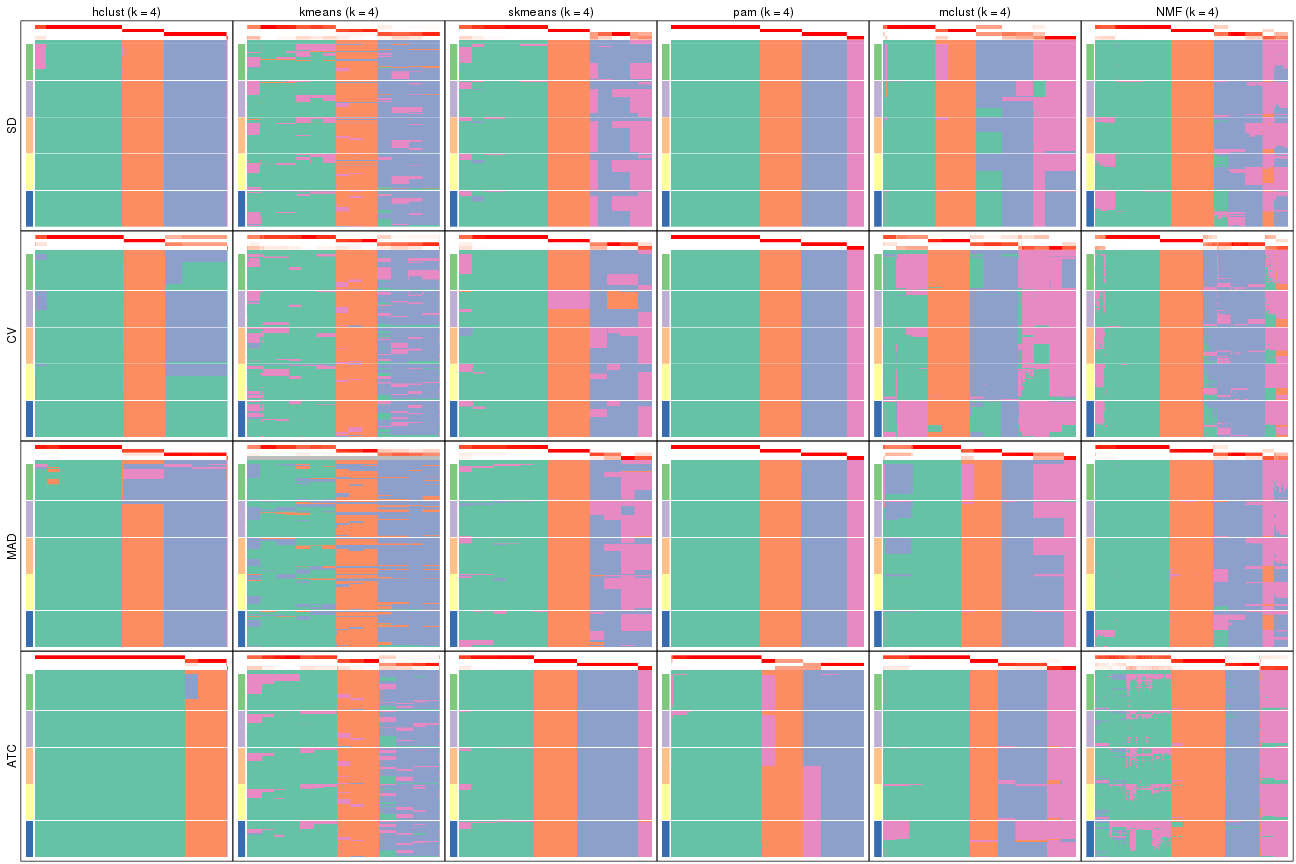 hclust (k = 4)
kmeans (k = 4)
skmeans (k = 4)
pam (k = 4)
mclust (k = 4)
NMF (k = 4)
SD
CV
MAD
ATC